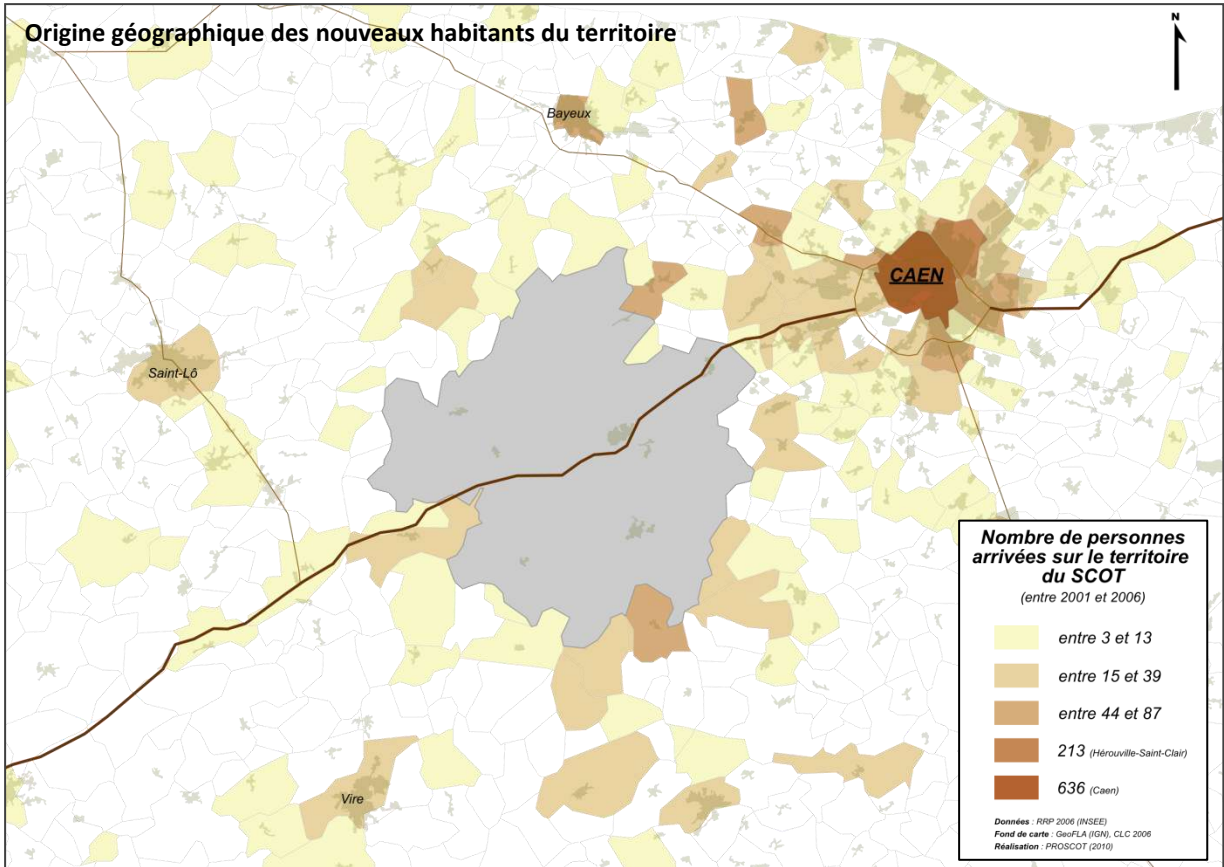 Origine géographique des nouveaux habitants du territoire
N
Bayeux
CAEN
Saint-Lô
Vire
Nombre de personnes
arrivées sur le territoire
du SCOT
(entre 2001 et 2006)
entre 3 et 13
entre 15 et 39
entre 44 et 87
213 (Hérouville-Saint-Clair)
636 (Caen)
Données : RRP 2006 (INSEE)
Fond de carte : GeoFLA (IGN), CLC 2006
Réalisation : PROSCOT (2010)